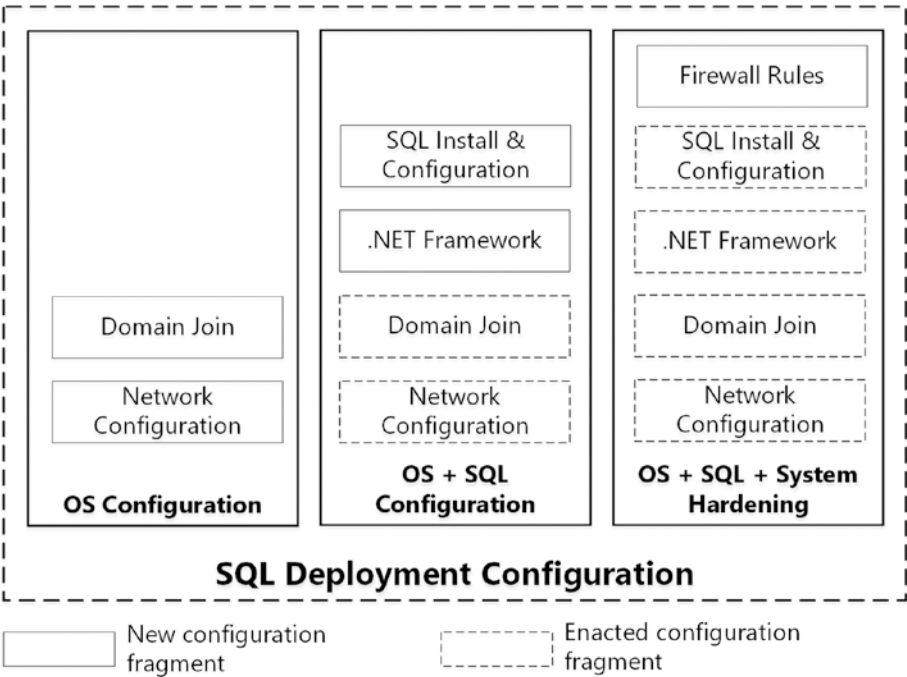 Domain Join
Network
Configuration
OS Configuration
SQL Install &
Configuration
.NET Framework
Domain Join
Network
Configuration
OS + SQL
Configuration
Firewall Rules
SQL Install &
Configuration
.NET Framework
Domain Join
Network
Configuration
OS + SQL + System
Hardening
SQL Deployment Configuration
New configuration
fragment
Enacted configuration
fragment